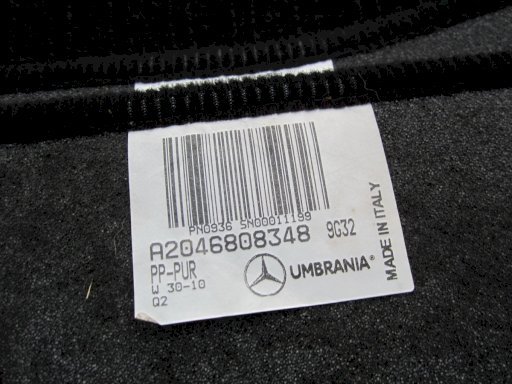 PN0936 SN00011199
A2046808348 9G32
PP-PUR
W 30-10
Q2
UMBRANIA®
MADE IN ITALY